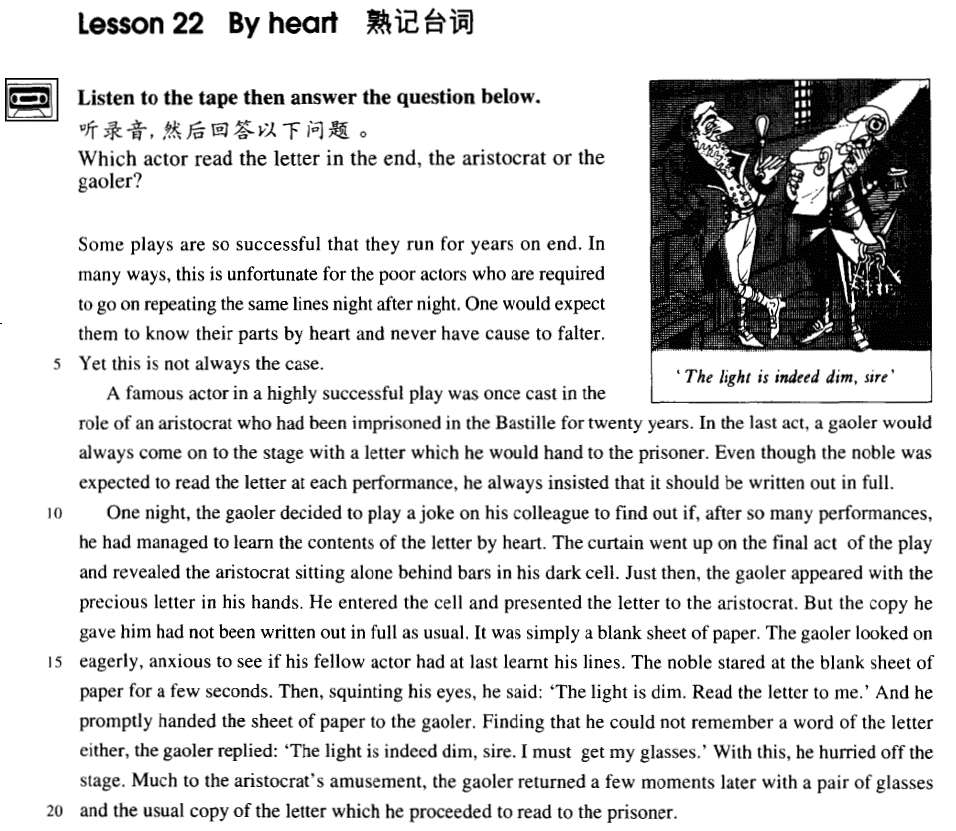 Lesson 22 By heart 熟记台词
Listen to the tape then answer the question below.
听录音，然后回答以下问题。
Which actor read the letter in the end, the aristocrat or the
gaoler?
Some plays are so successful that they run for years on end. In
many ways, this is unfortunate for the poor actors who are required
to go on repeating the same lines night after night. One would expect
them to know their parts by heart and never have cause to falter.
5 Yet this is not always the case.
A famous actor in a highly successful play was once cast in the
‘The light is indeed dim, sire’
role of an aristocrat who had been imprisoned in the Bastille for twenty years. In the last act, a gaoler would
always come on to the stage with a letter which he would hand to the prisoner. Even though the noble was
expected to read the letter at each performance, he always insisted that it should be written out in full.
10 One night, the gaoler decided to play a joke on his colleague to find out if, after so many performances,
he had managed to learn the contents of the letter by heart. The curtain went up on the final act of the play
and revealed the aristocrat sitting alone behind bars in his dark cell. Just then, the gaoler appeared with the
precious letter in his hands. He entered the cell and presented the letter to the aristocrat. But the copy he
gave him had not been written out in full as usual. It was simply a blank sheet of paper. The gaoler looked on
15 eagerly, anxious to see if his fellow actor had at last learnt his lines. The noble stared at the blank sheet of
paper for a few seconds. Then, squinting his eyes, he said: ‘The light is dim. Read the letter to me.’ And he
promptly handed the sheet of paper to the gaoler. Finding that he could not remember a word of the letter
either, the gaoler replied: ‘The light is indeed dim, sire. I must get my glasses.’ With this, he hurried off the
stage. Much to the aristocrat’s amusement, the gaoler returned a few moments later with a pair of glasses
20 and the usual copy of the letter which he proceeded to read to the prisoner.